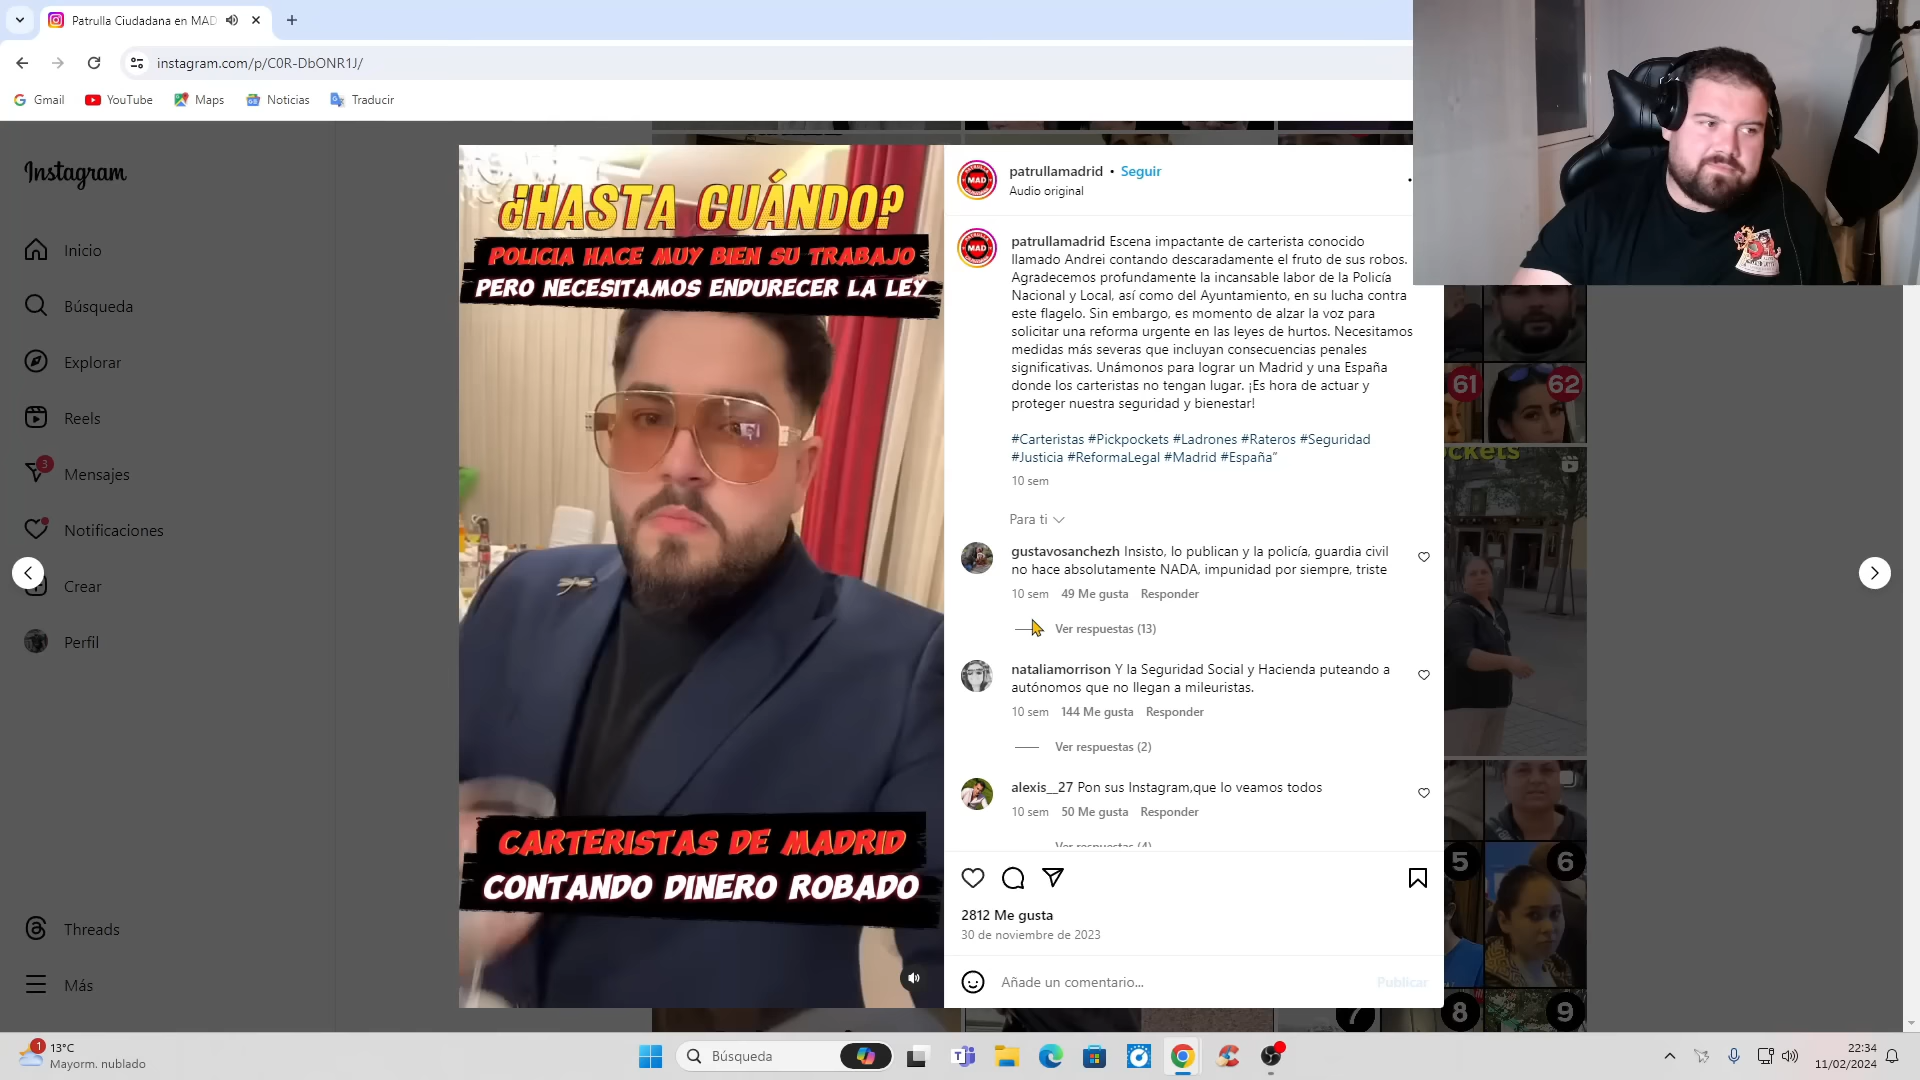 Patrulla Ciudadana en MAD
instagram.com/p/C0R-DbONR1J/
Gmail
YouTube
Maps
Noticias
Traducir
Instagram
Inicio
Búsqueda
Explorar
Reels
3
Mensajes
Notificaciones
Crear
Perfil
Threads
Más
¿HASTA CUÁNDO?
POLICIA HACE MUY BIEN SU TRABAJO
PERO NECESITAMOS ENDURECER LA LEY
CARTERISTAS DE MADRID
CONTANDO DINERO ROBADO
MAD
patrullamadrid • Seguir
Audio original
MAD
patrullamadrid Escena impactante de carterista conocido
llamado Andrei contando descaradamente el fruto de sus robos.
Agradecemos profundamente la incansable labor de la Policía
Nacional y Local, así como del Ayuntamiento, en su lucha contra
este flagelo. Sin embargo, es momento de alzar la voz para
solicitar una reforma urgente en las leyes de hurtos. Necesitamos
medidas más severas que incluyan consecuencias penales
significativas. Unámonos para lograr un Madrid y una España
donde los carteristas no tengan lugar. ¡Es hora de actuar y
proteger nuestra seguridad y bienestar!
#Carteristas #Pickpockets #Ladrones #Rateros #Seguridad
#Justicia #ReformaLegal #Madrid #España”
10 sem
Para ti
gustavosanchezh Insisto, lo publican y la policía, guardia civil
no hace absolutamente NADA, impunidad por siempre, triste
10 sem 49 Me gusta Responder
Ver respuestas (13)
nataliamorrison Y la Seguridad Social y Hacienda puteando a
autónomos que no llegan a mileuristas.
10 sem 144 Me gusta Responder
Ver respuestas (2)
alexis__27 Pon sus Instagram,que lo veamos todos
10 sem 50 Me gusta Responder
Ver respuestas (4)
2812 Me gusta
30 de noviembre de 2023
Añade un comentario...
Publicar
61 62
ckets
5 6
7 8 9
1
13°C
Mayorm. nublado
Búsqueda
22:34
11/02/2024